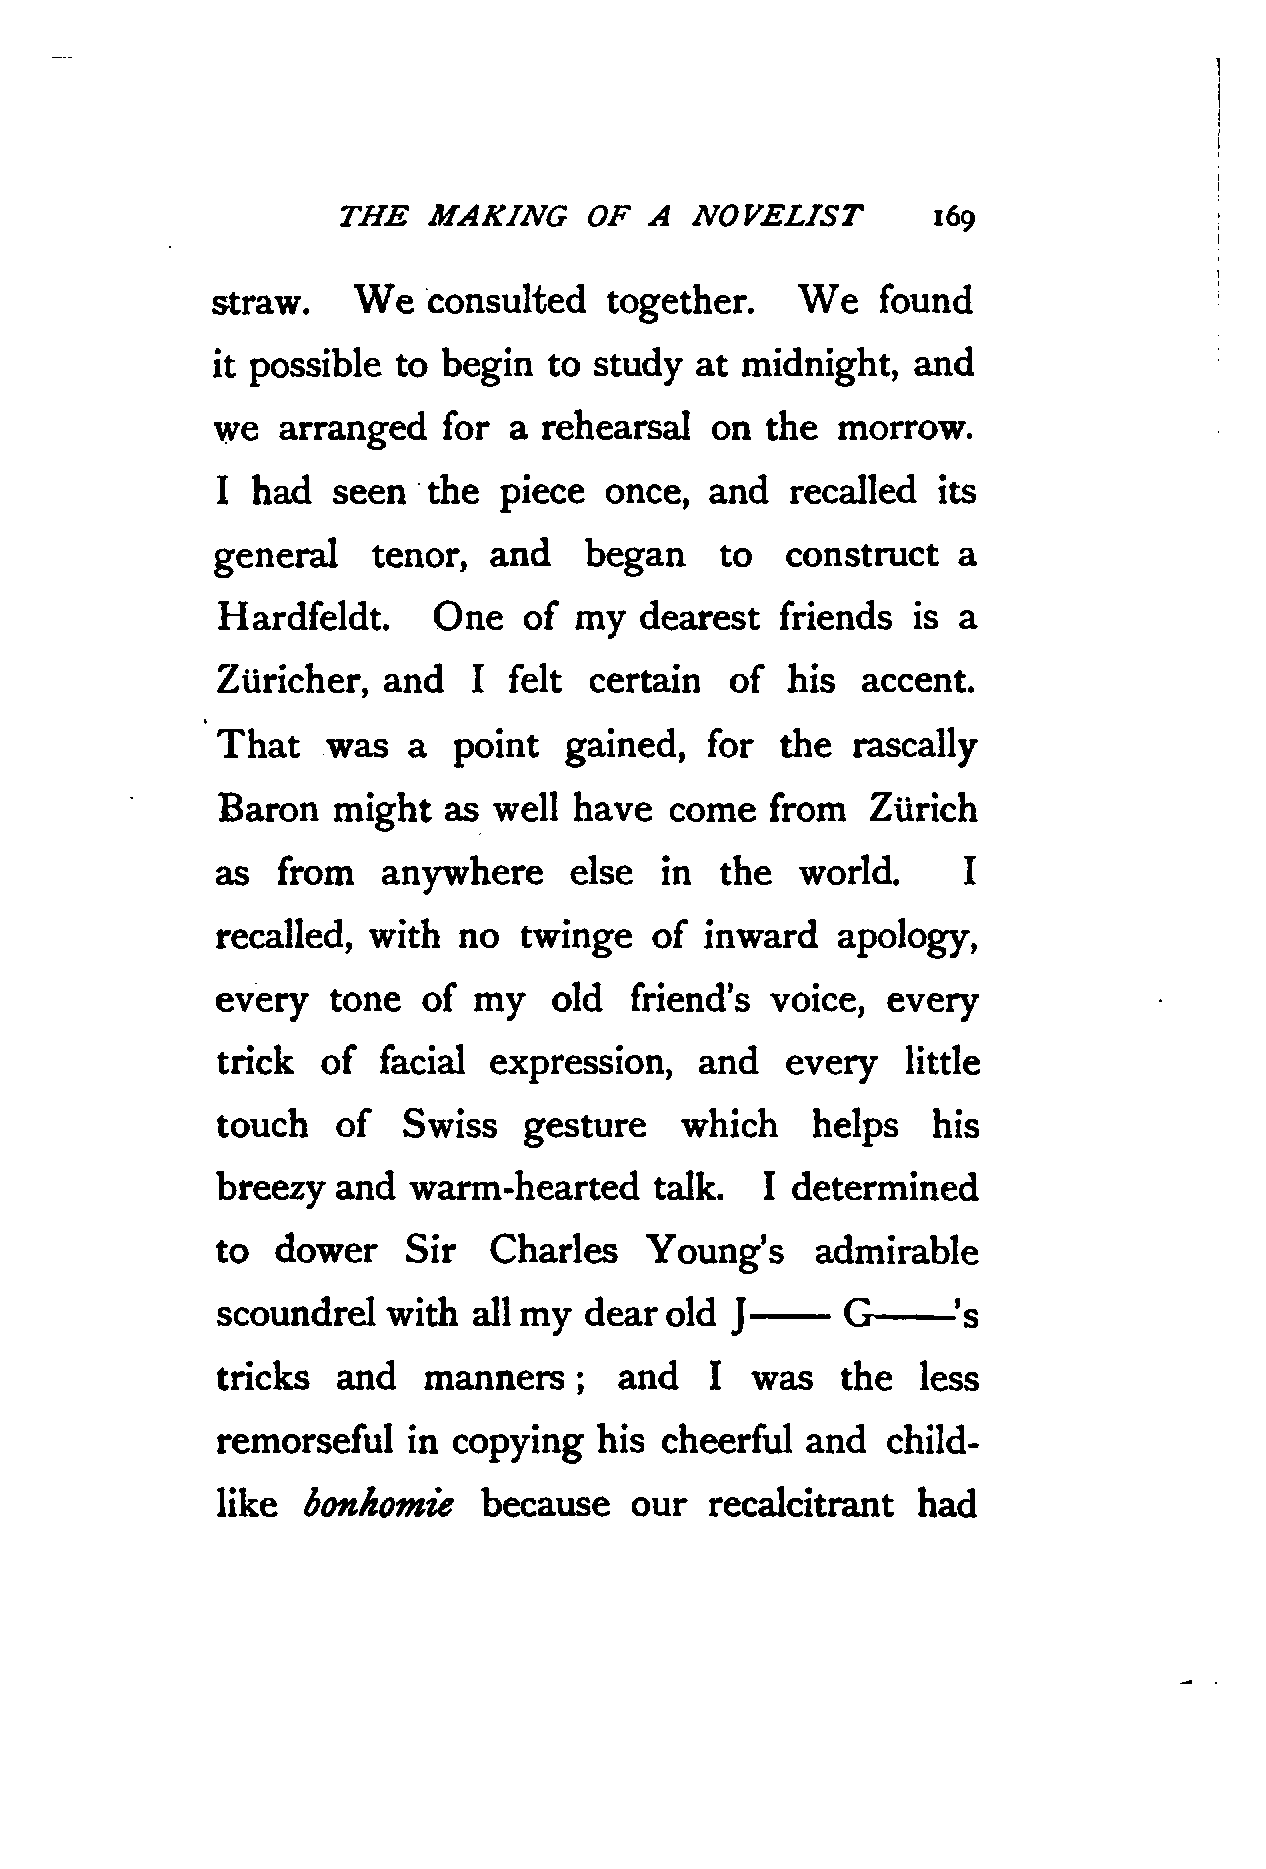 THE MAKING OF A NOVELIST 169
straw. We consulted together. We found
it possible to begin to study at midnight, and
we arranged for a rehearsal on the morrow.
I had seen the piece once, and recalled its
general tenor, and began to construct a
Hardfeldt. One of my dearest friends is a
Züricher, and I felt certain of his accent.
That was a point gained, for the rascally
Baron might as well have come from Zürich
as from anywhere else in the world. I
recalled, with no twinge of inward apology,
every tone of my old friend's voice, every
trick of facial expression, and every little
touch of Swiss gesture which helps his
breezy and warm-hearted talk. I determined
to dower Sir Charles Young's admirable
scoundrel with all my dear old J—— G——'s
tricks and manners ; and I was the less
remorseful in copying his cheerful and child-
like bonhomie because our recalcitrant had